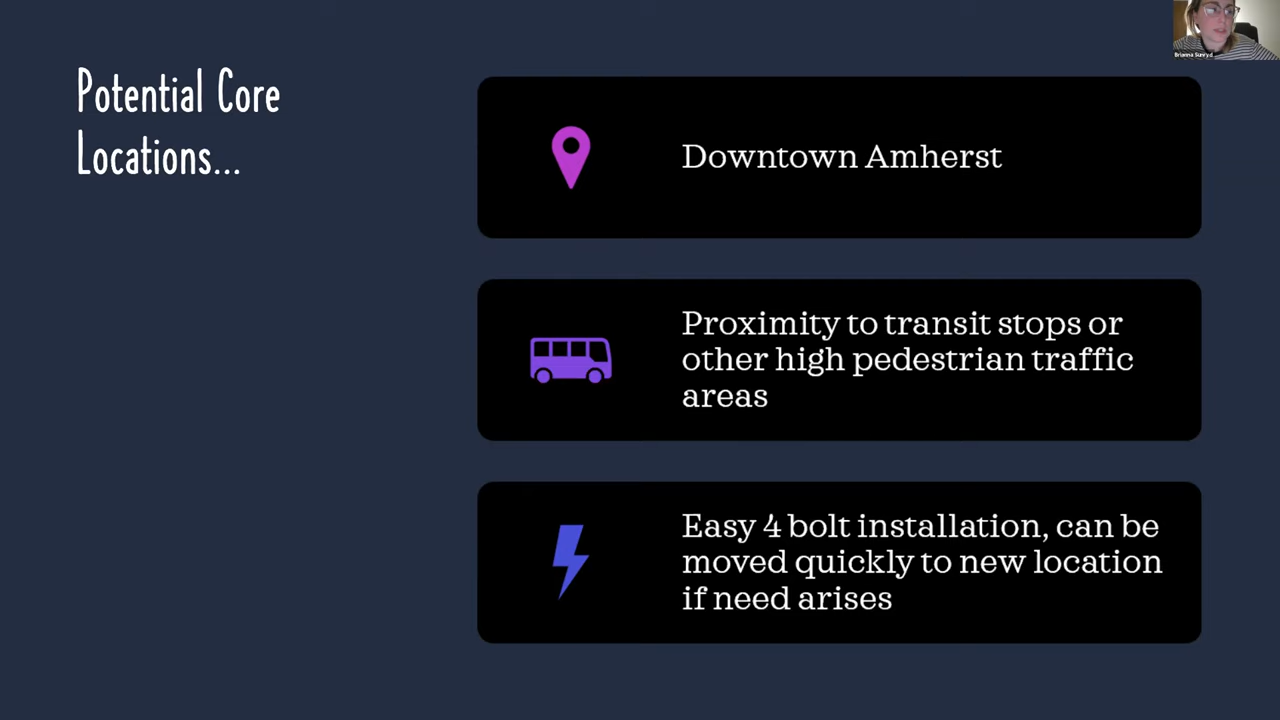 Potential Core
Locations...
Downtown Amherst
Proximity to transit stops or
other high pedestrian traffic
areas
Easy 4 bolt installation, can be
moved quickly to new location
if need arises
Brianna